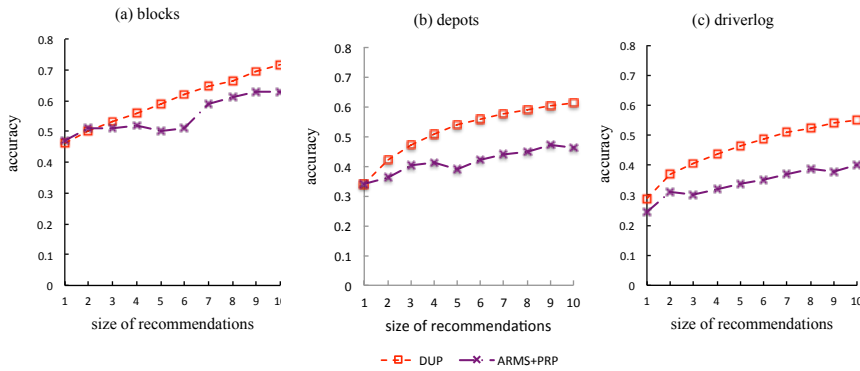 (a) blocks
(b) depots
(c) driverlog
accuracy
0.8
0.7
0.6
0.5
0.4
0.3
0.2
0.1
0
1 2 3 4 5 6 7 8 9 10
size of recommendations
accuracy
0.8
0.7
0.6
0.5
0.4
0.3
0.2
0.1
0
1 2 3 4 5 6 7 8 9 10
size of recommendations
accuracy
0.8
0.7
0.6
0.5
0.4
0.3
0.2
0.1
0
1 2 3 4 5 6 7 8 9 10
size of recommendations
DUP ARMS+PRP